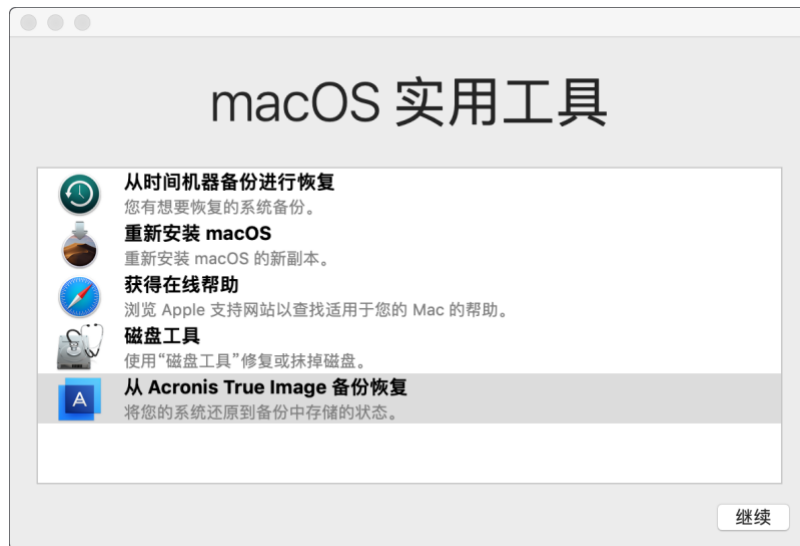 macOS 实用工具
从时间机器备份进行恢复
您有想要恢复的系统备份。
重新安装 macOS
重新安装 macOS 的新副本。
获得在线帮助
浏览 Apple 支持网站以查找适用于您的 Mac 的帮助。
磁盘工具
使用“磁盘工具”修复或抹掉磁盘。
从 Acronis True Image 备份恢复
将您的系统还原到备份中存储的状态。
继续